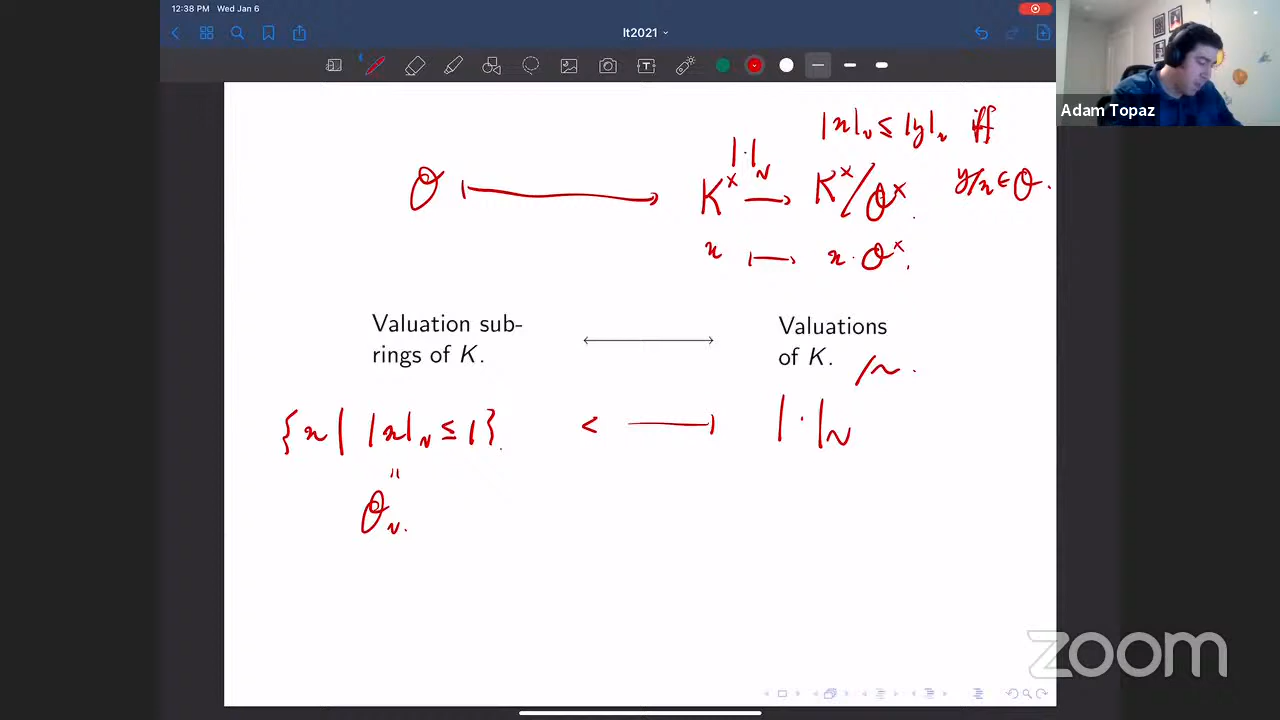 12:38 PM Wed Jan 6
lt2021
Adam Topaz
|x|_v ≤ |y|_v iff
y/x ∈ O.
|·|_v
O ↦ K^× → K^×/O^×.
x ↦ x·O^×.
Valuation sub-
rings of K.
Valuations
of K. /~.
{x | |x|_v ≤ 1}.
|·|_v
"
O_v.
zoom